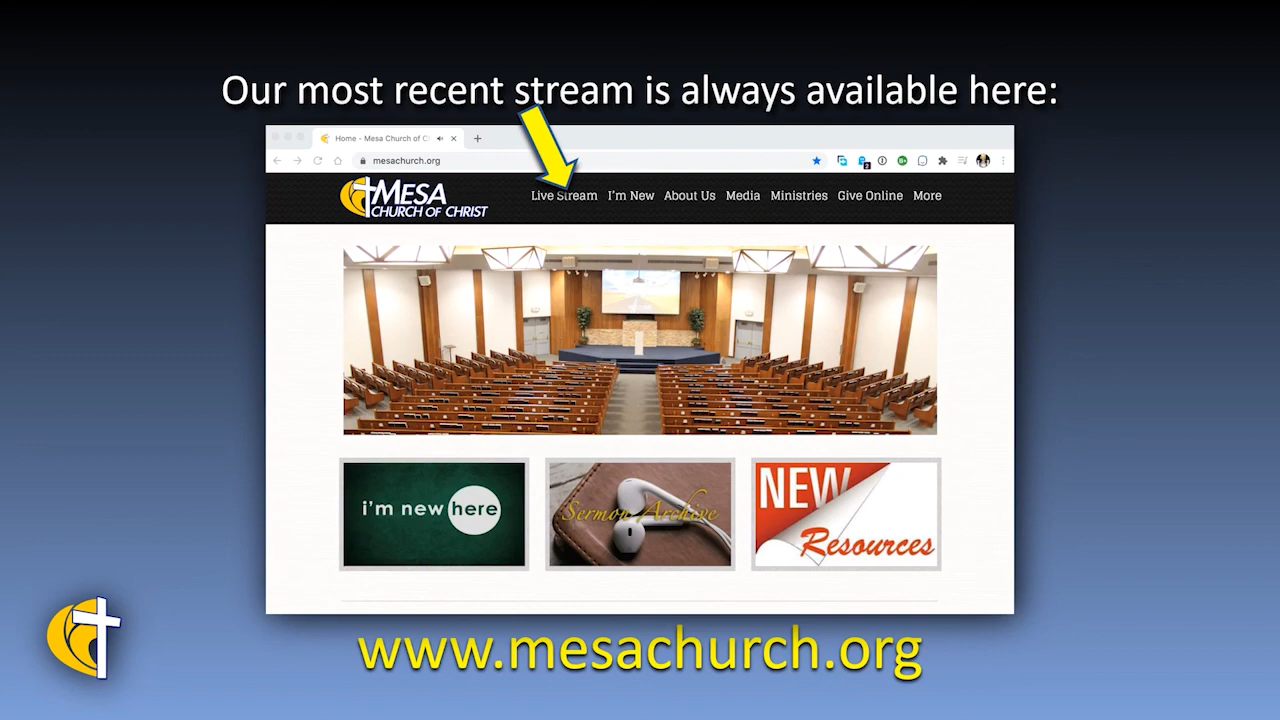 Our most recent stream is always available here:
Home - Mesa Church of C
mesachurch.org
MESA
CHURCH OF CHRIST
Live Stream I'm New About Us Media Ministries Give Online More
i'm new here
Sermon Archive
NEW
Resources
www.mesachurch.org